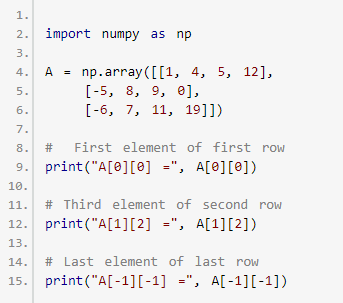 1.
2. import numpy as np
3.
4. A = np.array([[1, 4, 5, 12],
5. [-5, 8, 9, 0],
6. [-6, 7, 11, 19]])
7.
8. #  First element of first row
9. print("A[0][0] =", A[0][0])
10.
11. # Third element of second row
12. print("A[1][2] =", A[1][2])
13.
14. # Last element of last row
15. print("A[-1][-1] =", A[-1][-1])